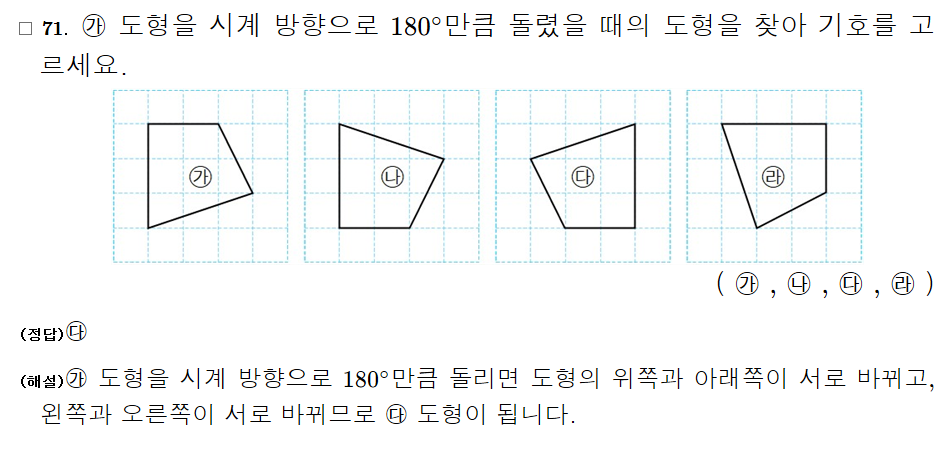 □ 71. ㉮ 도형을 시계 방향으로 180°만큼 돌렸을 때의 도형을 찾아 기호를 고
르세요.
㉮ ㉯ ㉰ ㉱
( ㉮ , ㉯ , ㉰ , ㉱ )
(정답)㉰
(해설)㉮ 도형을 시계 방향으로 180°만큼 돌리면 도형의 위쪽과 아래쪽이 서로 바뀌고,
왼쪽과 오른쪽이 서로 바뀌므로 ㉰ 도형이 됩니다.